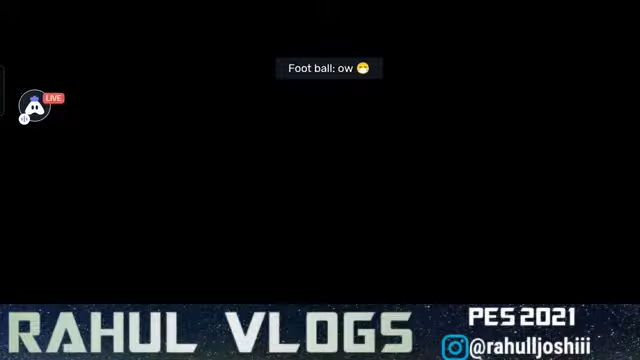 Foot ball: ow 😷
LIVE
RAHUL VLOGS
PES 2021
@rahulljoshiii